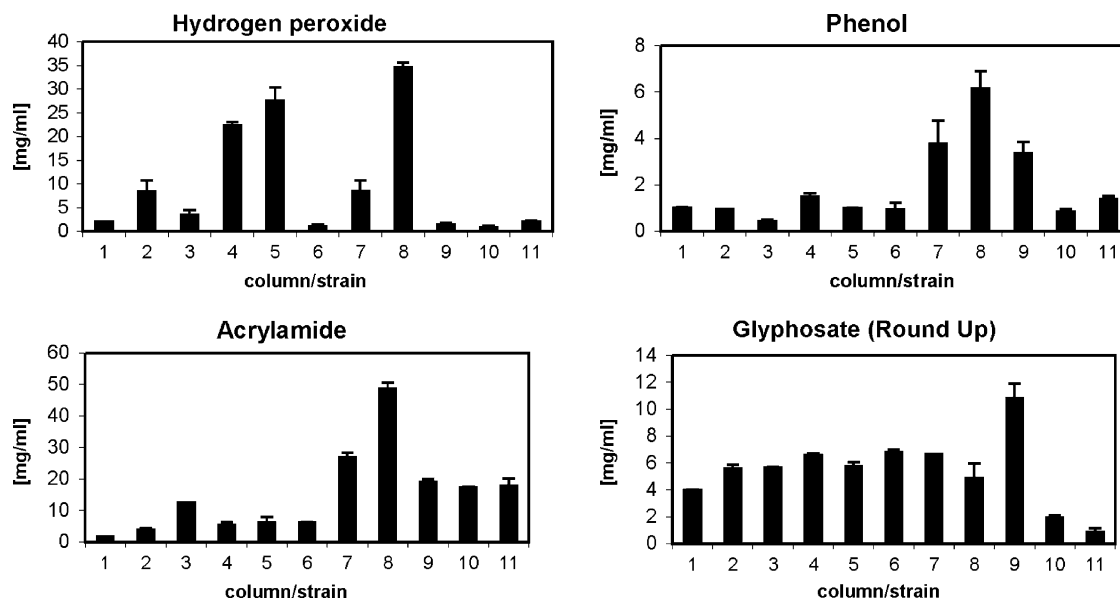 Hydrogen peroxide
40
35
30
25
20
15
10
5
0
[mg/ml]
1 2 3 4 5 6 7 8 9 10 11
column/strain
Phenol
8
6
4
2
0
[mg/ml]
1 2 3 4 5 6 7 8 9 10 11
column/strain
Acrylamide
60
50
40
30
20
10
0
[mg/ml]
1 2 3 4 5 6 7 8 9 10 11
column/strain
Glyphosate (Round Up)
14
12
10
8
6
4
2
0
[mg/ml]
1 2 3 4 5 6 7 8 9 10 11
column/strain